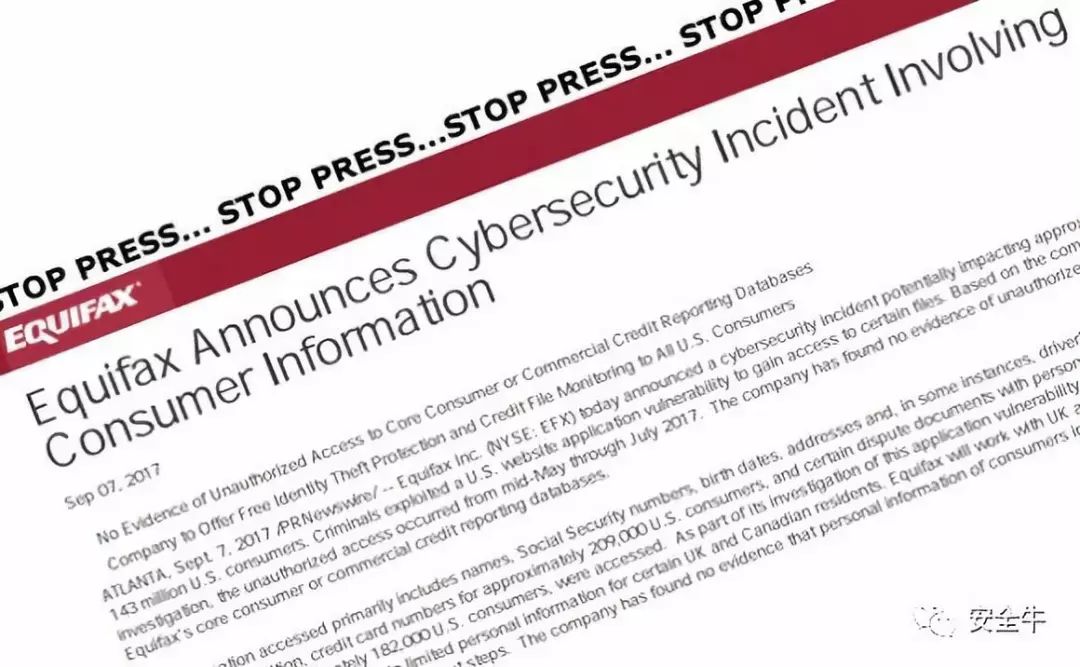 STOP PRESS... STOP PRESS...STOP PRESS... STOP
EQUIFAX
Equifax Announces Cybersecurity Incident Involving
Consumer Information
Sep 07, 2017
No Evidence of Unauthorized Access to Core Consumer or Commercial Credit Reporting Databases
Company to Offer Free Identity Theft Protection and Credit File Monitoring to All U.S. Consumers
ATLANTA, Sept. 7, 2017 /PRNewswire/ -- Equifax Inc. (NYSE: EFX) today announced a cybersecurity incident potentially impacting
143 million U.S. consumers. Criminals exploited a U.S. website application vulnerability to gain access to certain files. Based on the
investigation, the unauthorized access occurred from mid-May through July 2017. The company has found no evidence of
Equifax's core consumer or commercial credit reporting databases.
accessed primarily includes names, Social Security numbers, birth dates, addresses and, in some instances,
credit card numbers for approximately 209,000 U.S. consumers, and certain dispute documents with
182,000 U.S. consumers, were accessed. As part of its investigation of this application vulnerability
limited personal information for certain UK and Canadian residents. Equifax will work with UK
steps. The company has found no evidence that personal information of consumers
安全牛